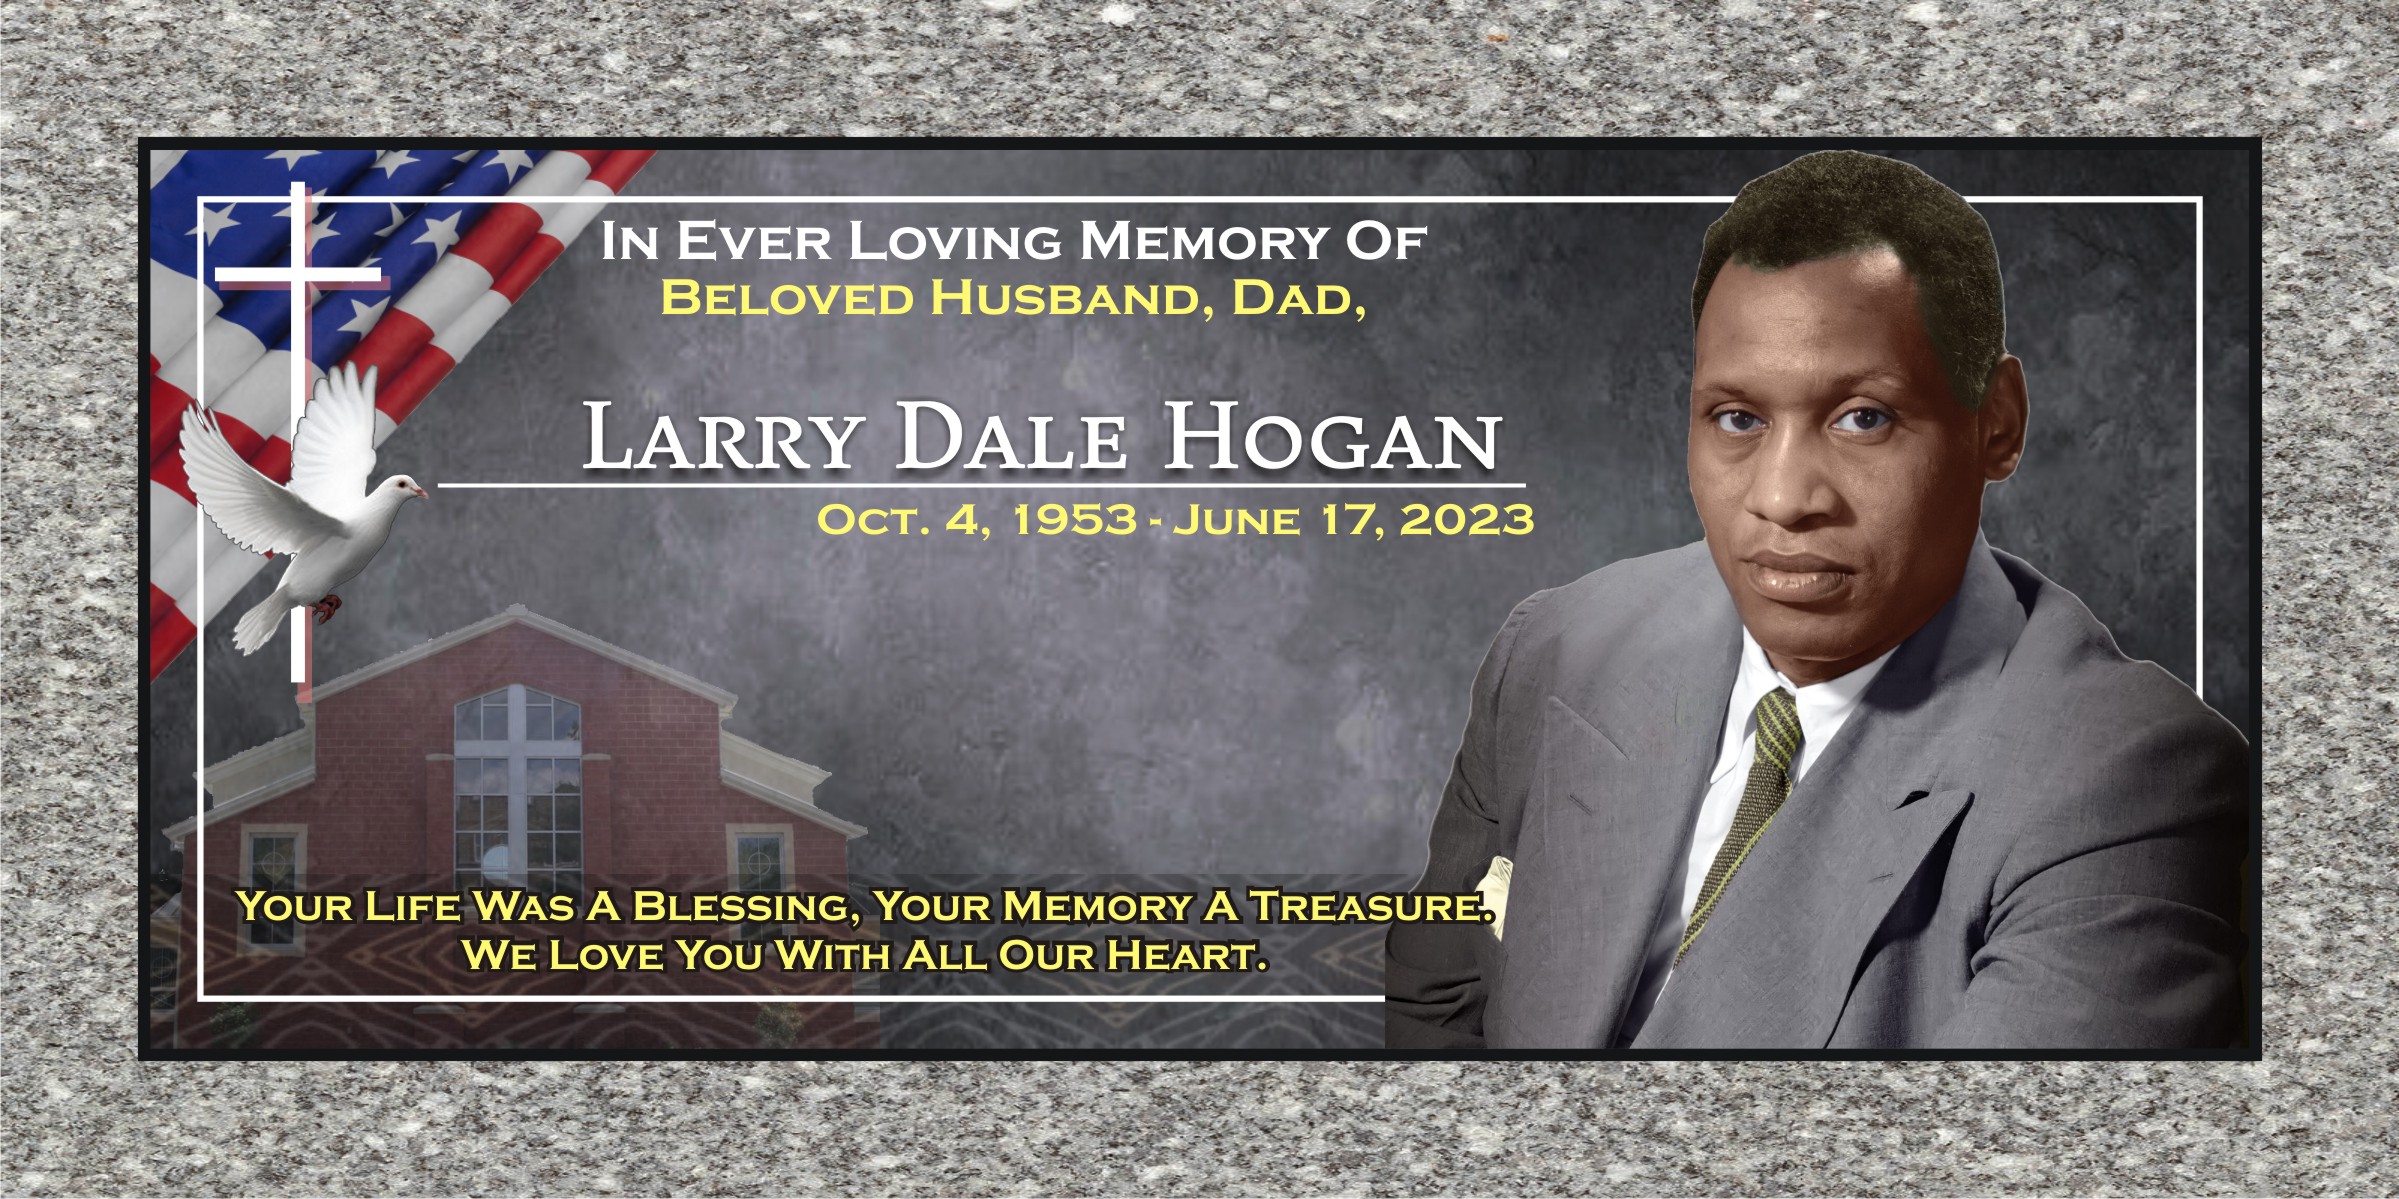 In Ever Loving Memory Of
Beloved Husband, Dad,
Larry Dale Hogan
Oct. 4, 1953 - June 17, 2023
Your Life Was A Blessing, Your Memory A Treasure.
We Love You With All Our Heart.